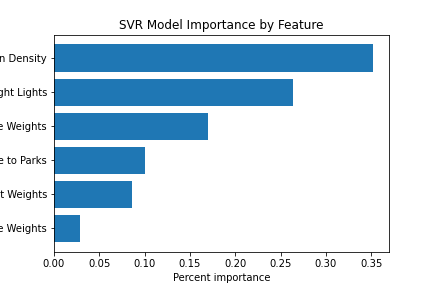 SVR Model Importance by Feature
n Density
ght Lights
e Weights
e to Parks
t Weights
e Weights
0.00 0.05 0.10 0.15 0.20 0.25 0.30 0.35
Percent importance